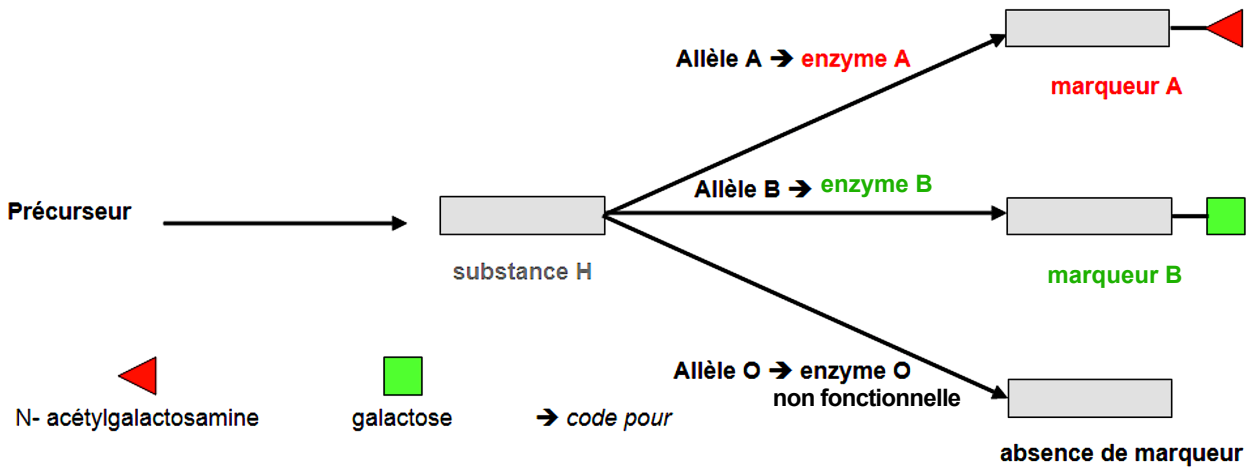 Allèle A ➔ enzyme A
marqueur A
Précurseur
Allèle B ➔ enzyme B
substance H
marqueur B
Allèle O ➔ enzyme O
non fonctionnelle
N- acétylgalactosamine
galactose
➔ code pour
absence de marqueur